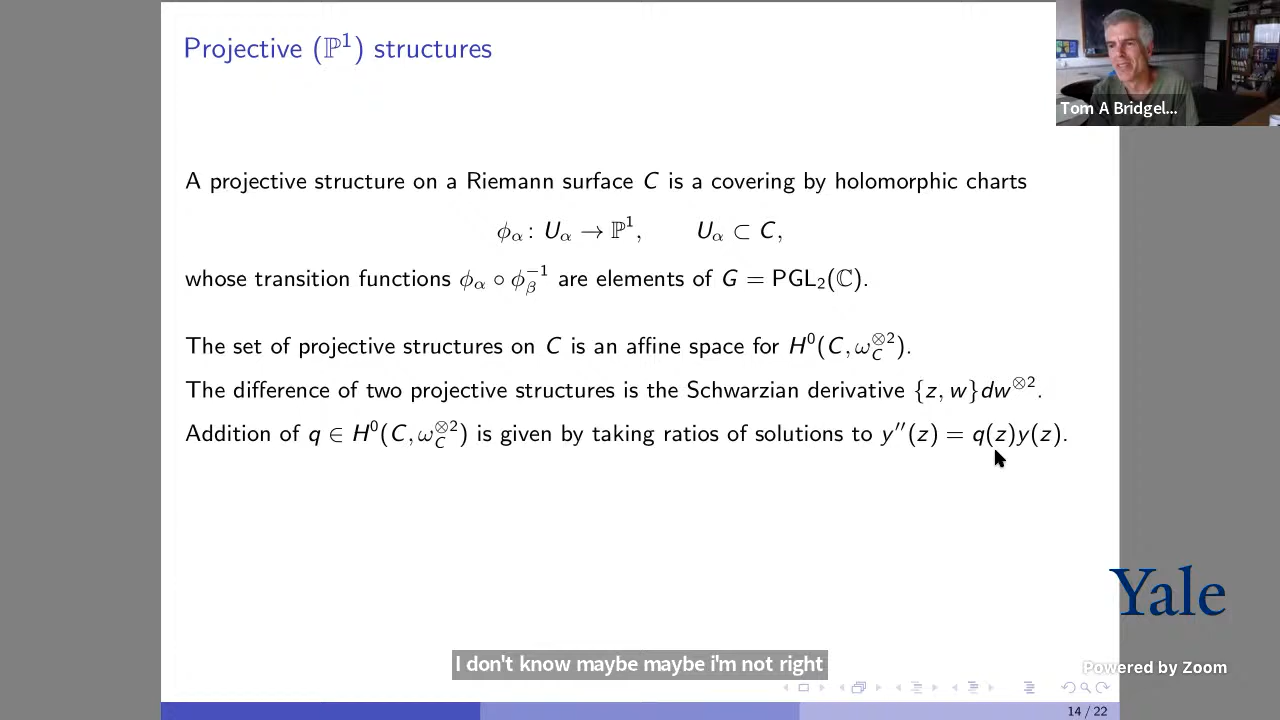 Projective (ℙ¹) structures
Tom A Bridgel...
A projective structure on a Riemann surface C is a covering by holomorphic charts
ϕ_α : U_α → ℙ¹,    U_α ⊂ C,
whose transition functions ϕ_α ∘ ϕ_β^{-1} are elements of G = PGL₂(ℂ).
The set of projective structures on C is an affine space for H⁰(C, ω_C^{⊗2}).
The difference of two projective structures is the Schwarzian derivative {z, w}dw^{⊗2}.
Addition of q ∈ H⁰(C, ω_C^{⊗2}) is given by taking ratios of solutions to y′′(z) = q(z)y(z).
Yale
I don't know maybe maybe i'm not right
Powered by Zoom
14 / 22